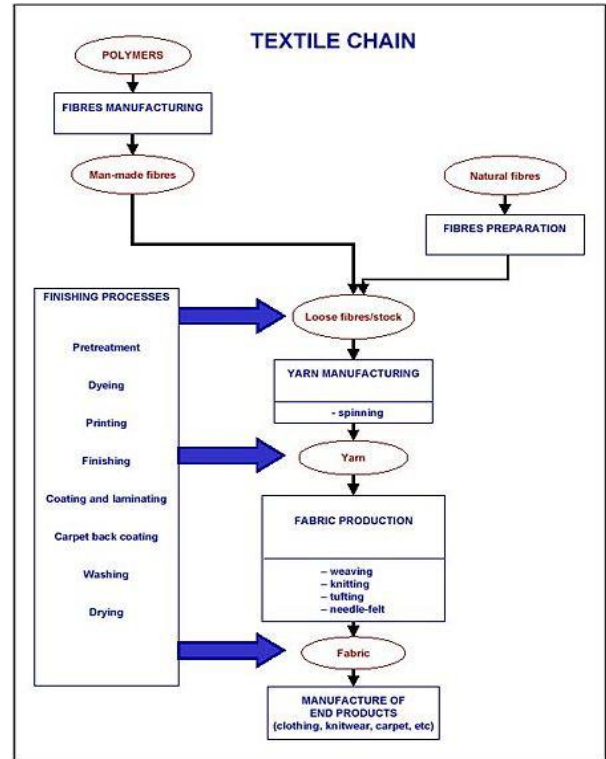 TEXTILE CHAIN
POLYMERS
FIBRES MANUFACTURING
Man-made fibres
Natural fibres
FIBRES PREPARATION
FINISHING PROCESSES
Pretreatment
Dyeing
Printing
Finishing
Coating and laminating
Carpet back coating
Washing
Drying
Loose fibres/stock
YARN MANUFACTURING
- spinning
Yarn
FABRIC PRODUCTION
– weaving
– knitting
– tufting
– needle-felt
Fabric
MANUFACTURE OF
END PRODUCTS
(clothing, knitwear, carpet, etc)